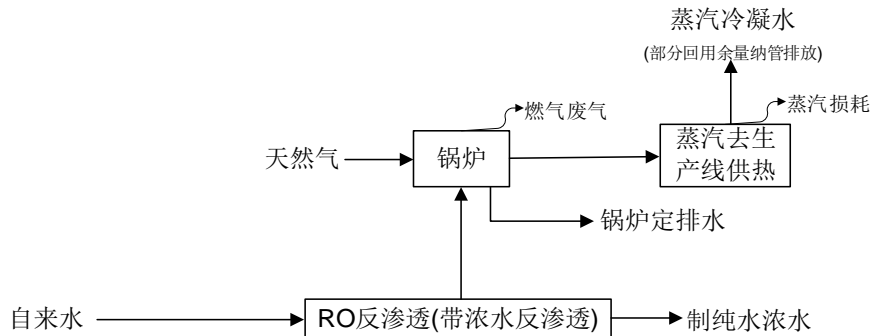 蒸汽冷凝水
(部分回用余量纳管排放)
燃气废气
蒸汽损耗
天然气
锅炉
蒸汽去生
产线供热
锅炉定排水
自来水
RO反渗透(带浓水反渗透)
制纯水浓水